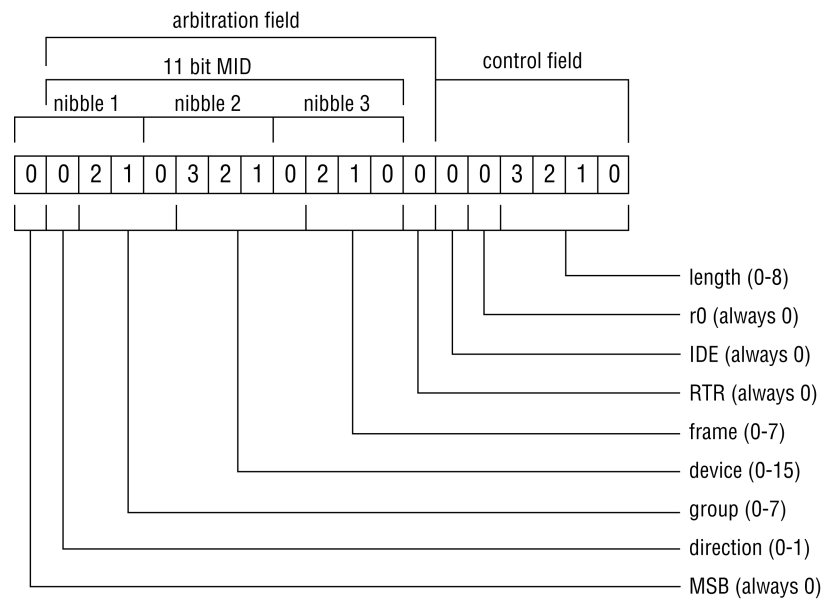 arbitration field
11 bit MID
control field
nibble 1 nibble 2 nibble 3
0 0 2 1 0 3 2 1 0 2 1 0 0 0 0 3 2 1 0
length (0-8)
r0 (always 0)
IDE (always 0)
RTR (always 0)
frame (0-7)
device (0-15)
group (0-7)
direction (0-1)
MSB (always 0)